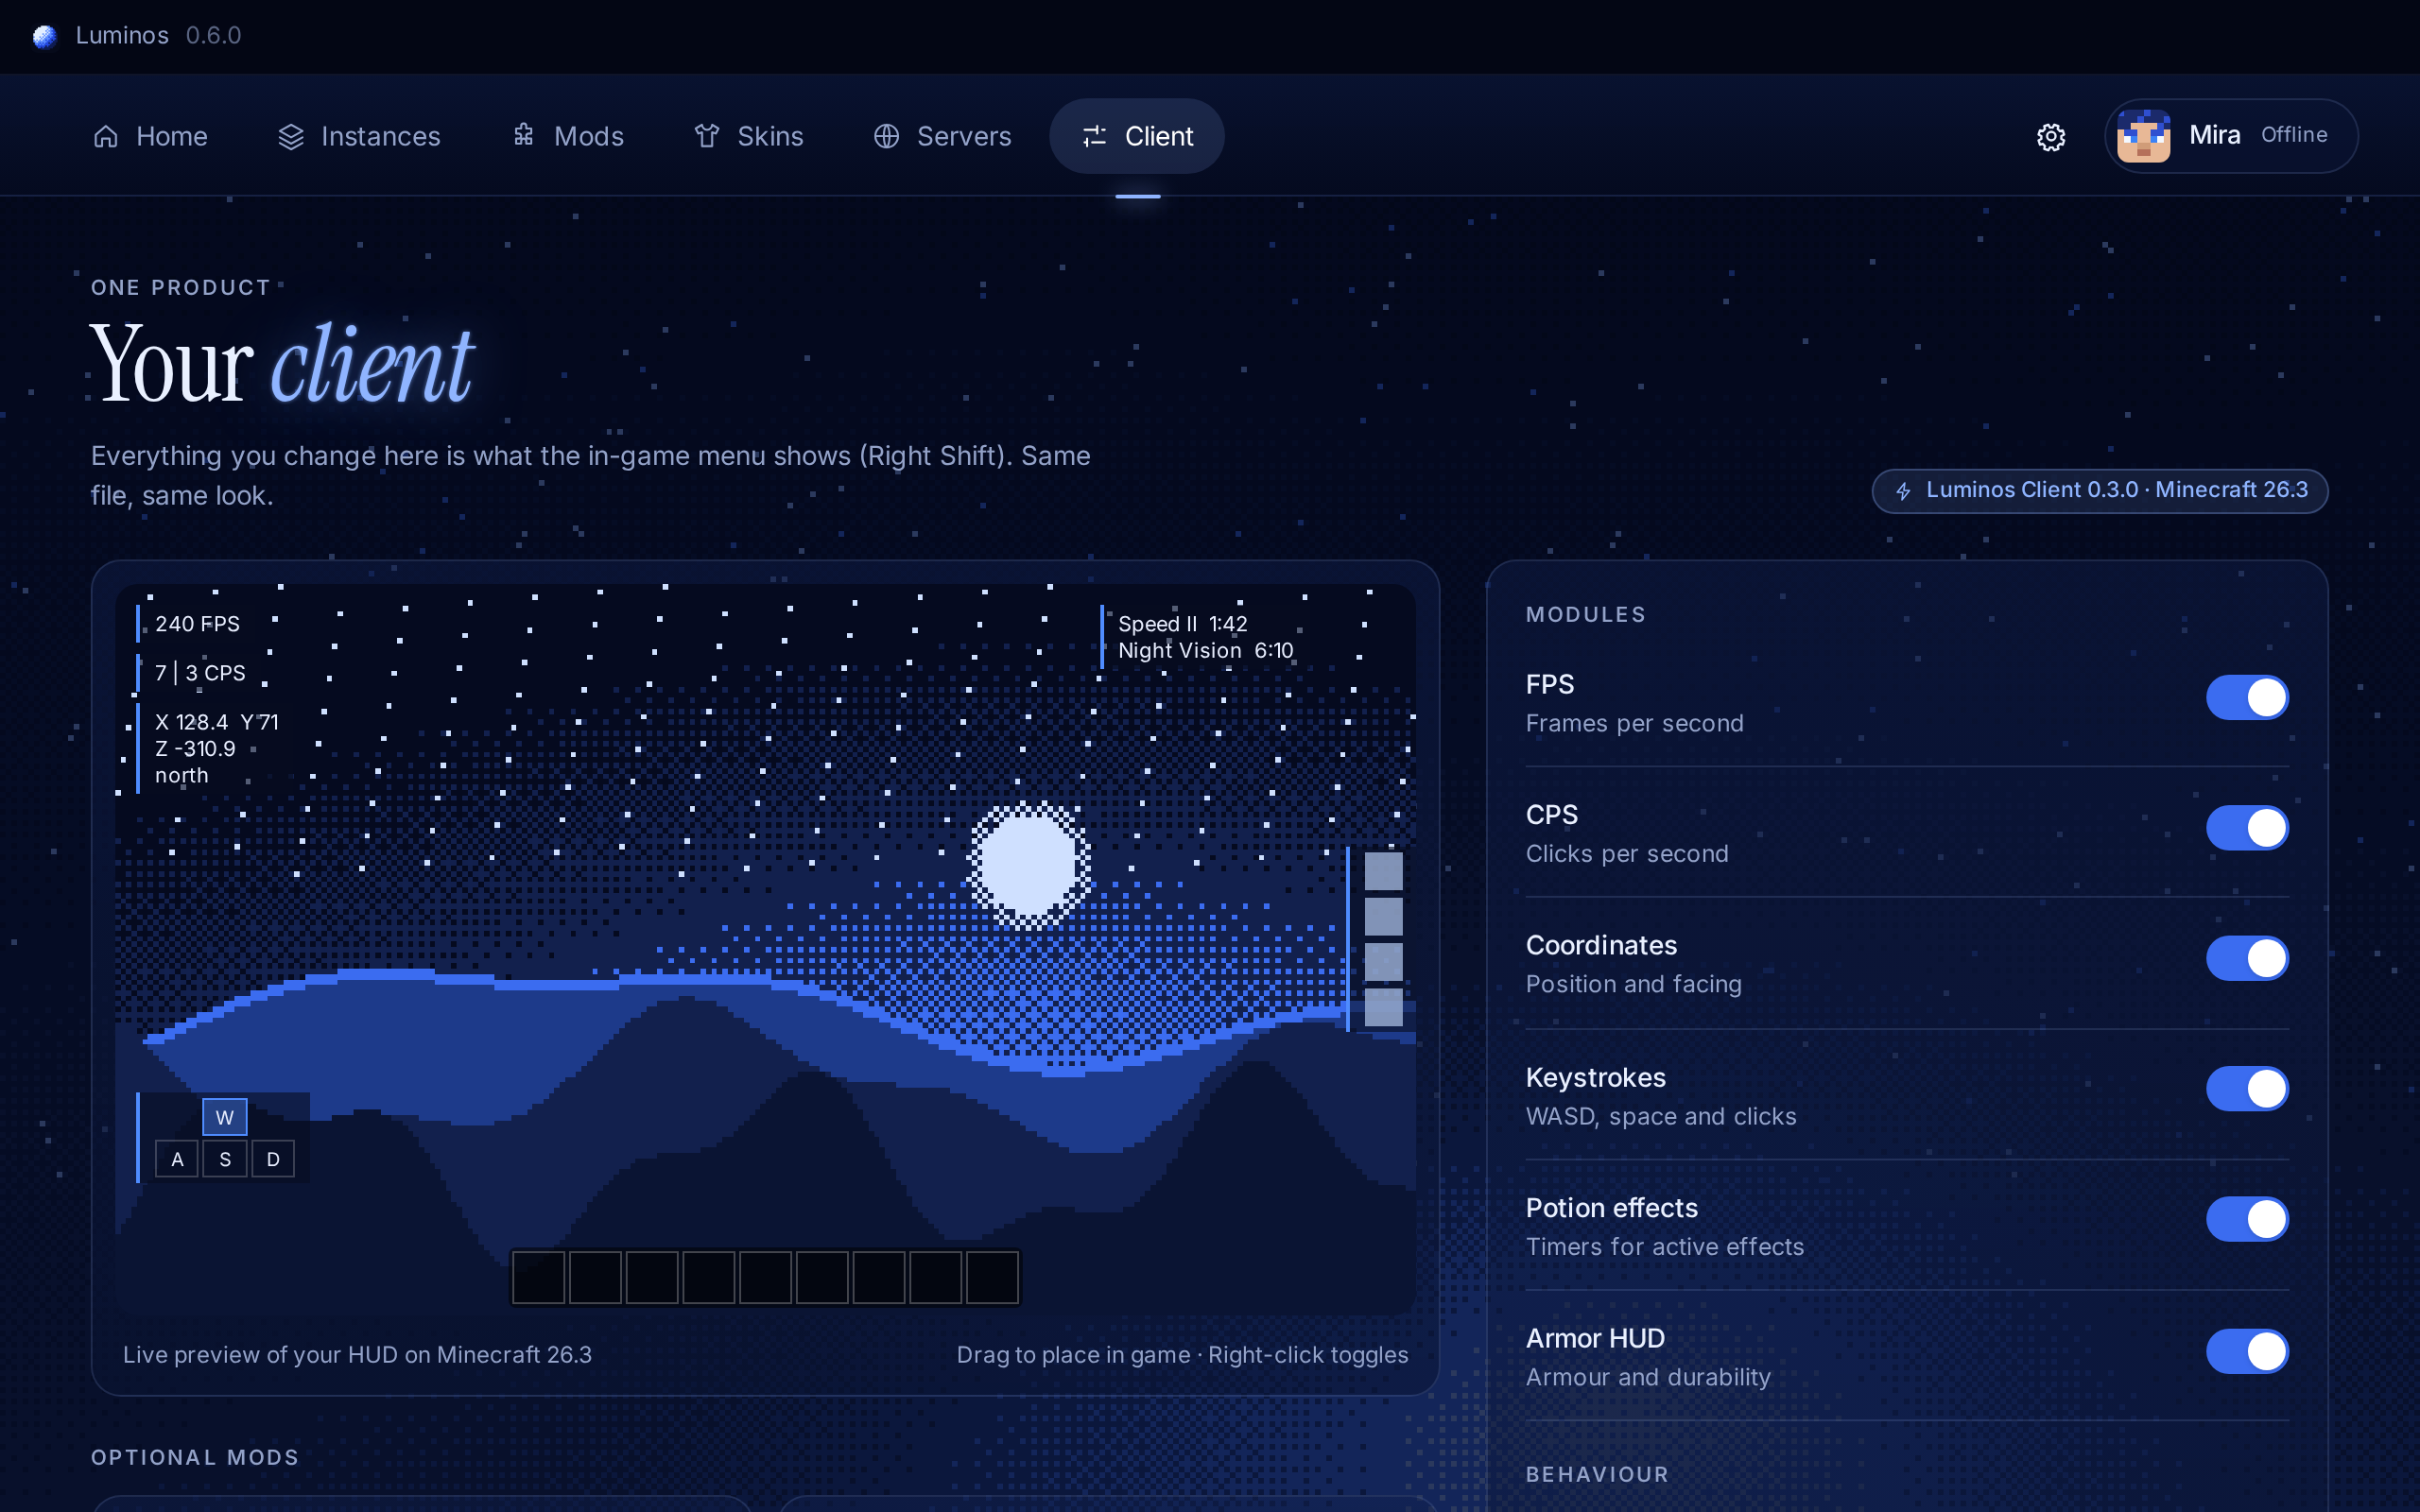 Luminos 0.6.0
Home Instances Mods Skins Servers Client Mira Offline
ONE PRODUCT
Your client
Everything you change here is what the in-game menu shows (Right Shift). Same
file, same look.
Luminos Client 0.3.0 · Minecraft 26.3
240 FPS
7 | 3 CPS
X 128.4 Y 71
Z -310.9
north
Speed II 1:42
Night Vision 6:10
W
A S D
Live preview of your HUD on Minecraft 26.3
Drag to place in game · Right-click toggles
OPTIONAL MODS
MODULES
FPS
Frames per second
CPS
Clicks per second
Coordinates
Position and facing
Keystrokes
WASD, space and clicks
Potion effects
Timers for active effects
Armor HUD
Armour and durability
BEHAVIOUR